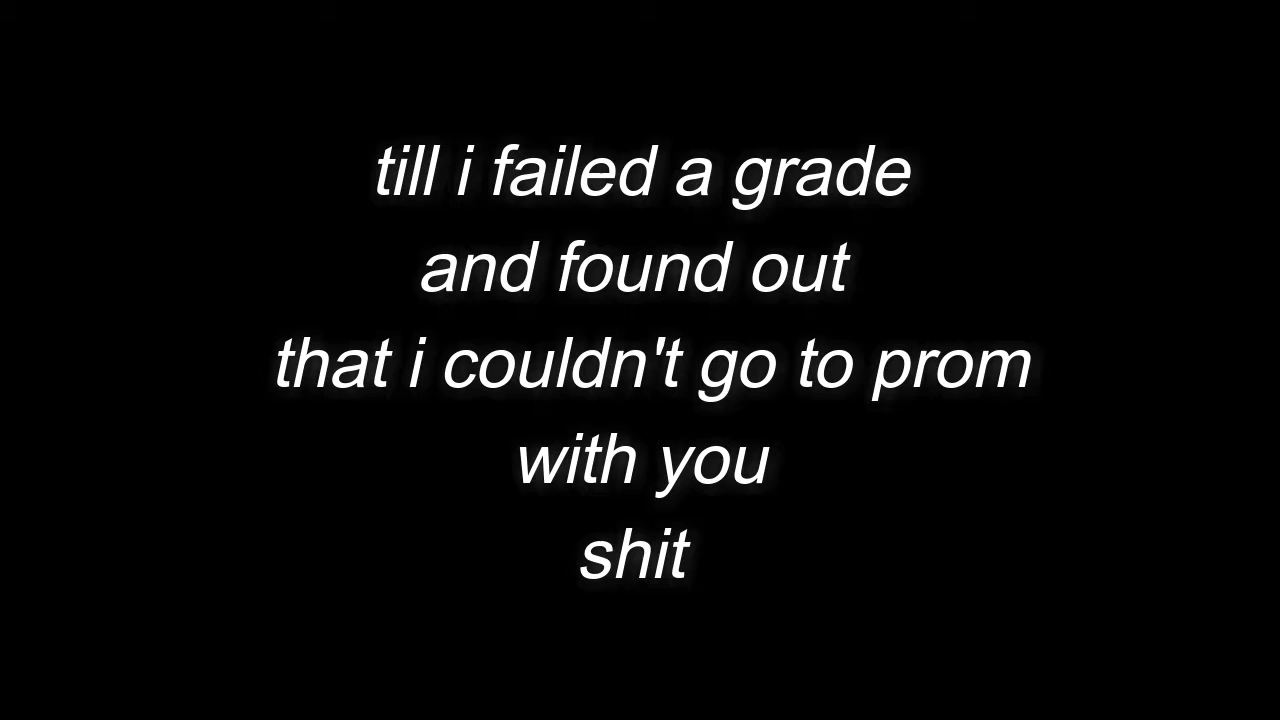 till i failed a grade
and found out
that i couldn't go to prom
with you
shit